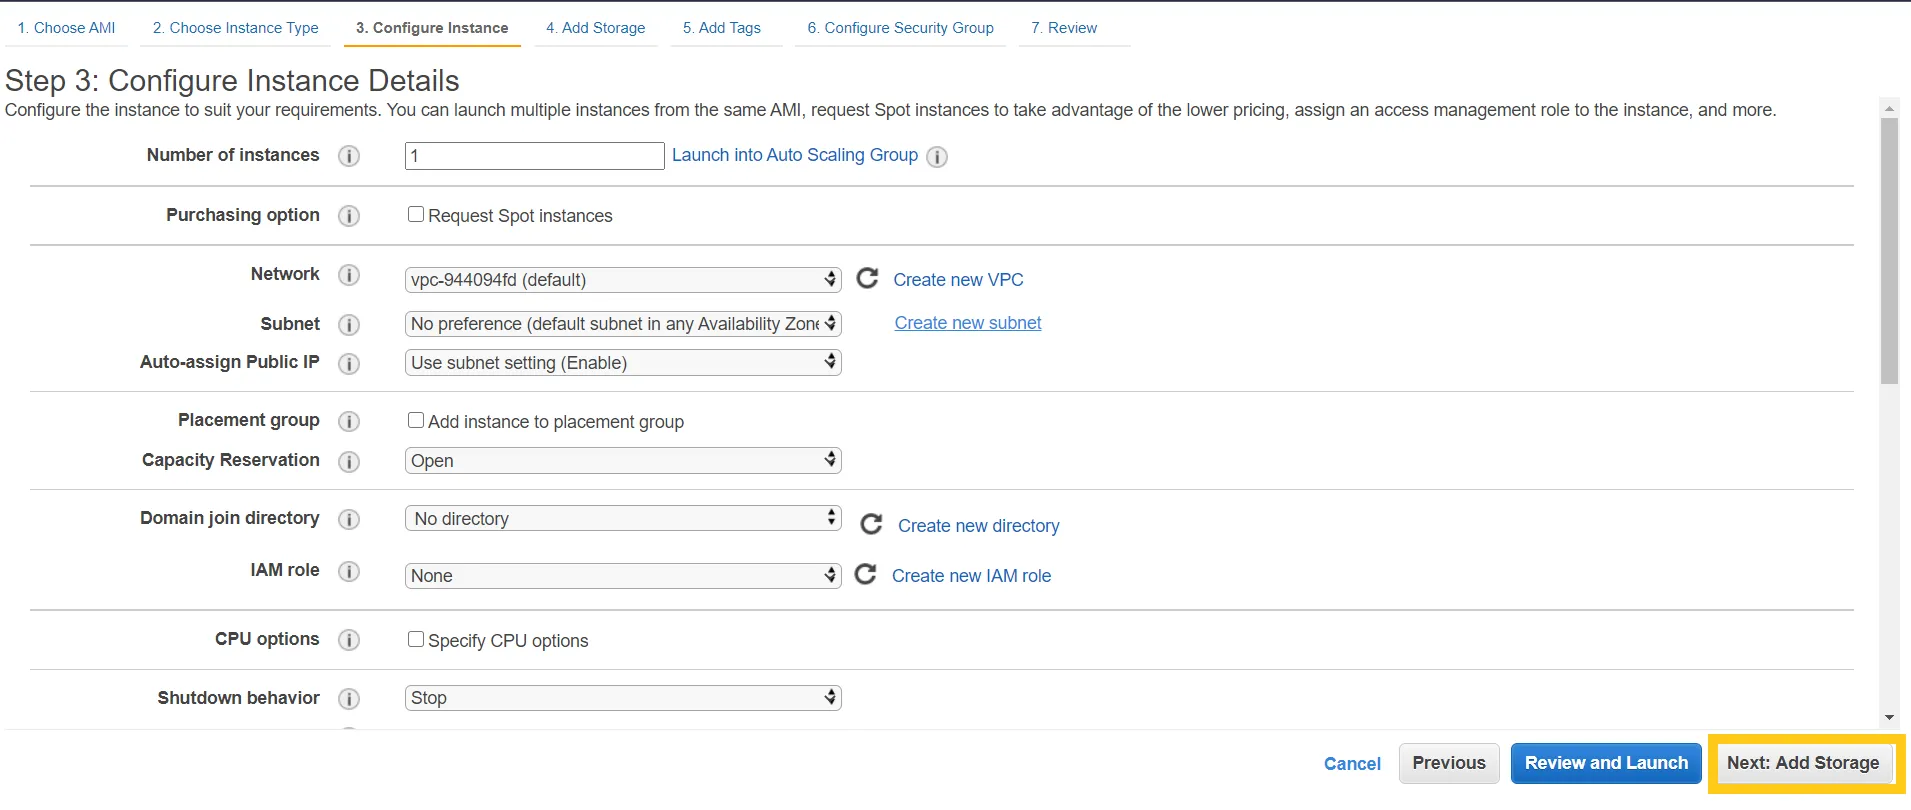 1. Choose AMI 2. Choose Instance Type 3. Configure Instance 4. Add Storage 5. Add Tags 6. Configure Security Group 7. Review
Step 3: Configure Instance Details
Configure the instance to suit your requirements. You can launch multiple instances from the same AMI, request Spot instances to take advantage of the lower pricing, assign an access management role to the instance, and more.
Number of instances i 1 Launch into Auto Scaling Group i
Purchasing option i Request Spot instances
Network i vpc-944094fd (default) Create new VPC
Subnet i No preference (default subnet in any Availability Zone Create new subnet
Auto-assign Public IP i Use subnet setting (Enable)
Placement group i Add instance to placement group
Capacity Reservation i Open
Domain join directory i No directory Create new directory
IAM role i None Create new IAM role
CPU options i Specify CPU options
Shutdown behavior i Stop
Cancel Previous Review and Launch Next: Add Storage